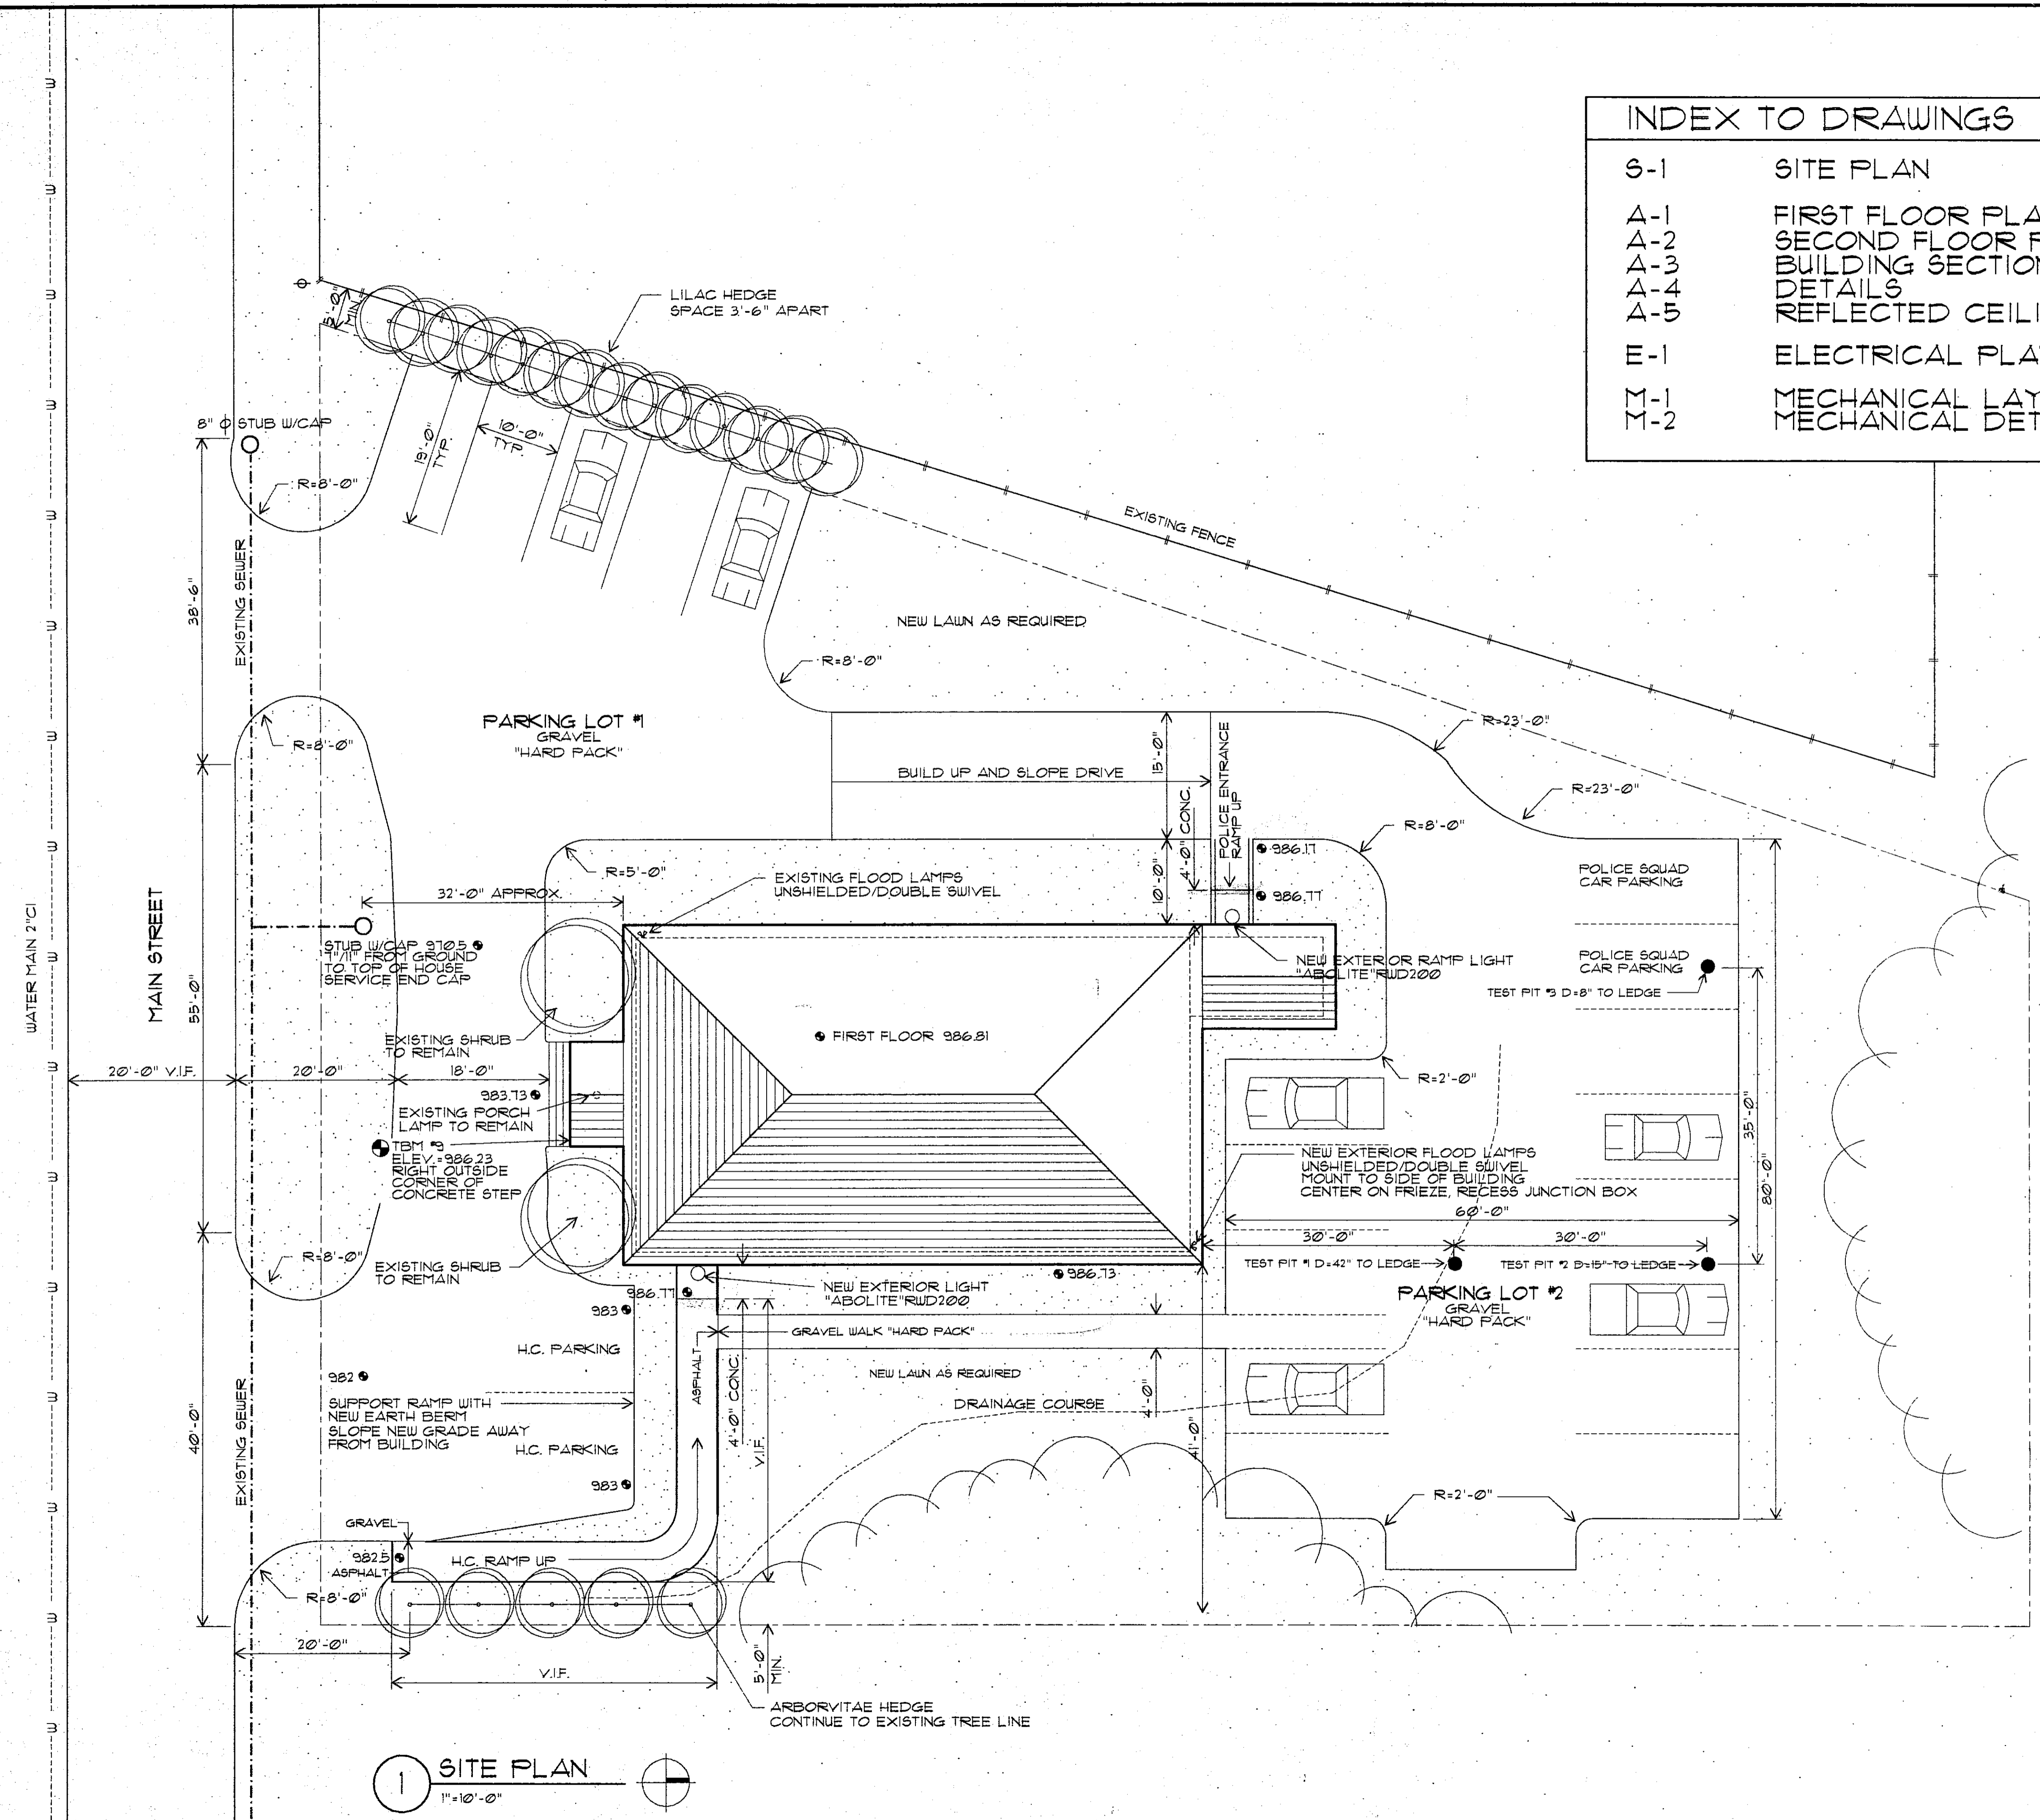 INDEX TO DRAWINGS
S-1 SITE PLAN
A-1 FIRST FLOOR PLA
A-2 SECOND FLOOR
A-3 BUILDING SECTION
A-4 DETAILS
A-5 REFLECTED CEILI
E-1 ELECTRICAL PLA
M-1 MECHANICAL LAY
M-2 MECHANICAL DET
LILAC HEDGE
SPACE 3'-6" APART
5'-0"
MIN.
8" ϕ STUB W/CAP
R=8'-0"
19'-0"
TYP.
10'-0"
TYP.
EXISTING FENCE
38'-6"
EXISTING SEWER
NEW LAWN AS REQUIRED
R=8'-0"
R=8'-0"
PARKING LOT #1
GRAVEL
"HARD PACK"
BUILD UP AND SLOPE DRIVE
15'-0"
POLICE ENTRANCE
RAMP UP
R=23'-0"
R=23'-0"
4'-0" CONC.
10'-0"
986.17
986.77
R=8'-0"
POLICE SQUAD
CAR PARKING
R=5'-0"
EXISTING FLOOD LAMPS
UNSHIELDED/DOUBLE SWIVEL
32'-0" APPROX.
STUB W/CAP 970.5
7"/11" FROM GROUND
TO TOP OF HOUSE
SERVICE END CAP
WATER MAIN 2"CI
MAIN STREET
55'-0"
NEW EXTERIOR RAMP LIGHT
"ABOLITE"RWD200
POLICE SQUAD
CAR PARKING
TEST PIT #3 D=8" TO LEDGE
FIRST FLOOR 986.81
EXISTING SHRUB
TO REMAIN
20'-0" V.I.F.
20'-0"
18'-0"
983.73
EXISTING PORCH
LAMP TO REMAIN
R=2'-0"
TBM #9
ELEV.=986.23
RIGHT OUTSIDE
CORNER OF
CONCRETE STEP
35'-0"
80'-0"
NEW EXTERIOR FLOOD LAMPS
UNSHIELDED/DOUBLE SWIVEL
MOUNT TO SIDE OF BUILDING
CENTER ON FRIEZE, RECESS JUNCTION BOX
60'-0"
30'-0"
30'-0"
TEST PIT #1 D=42" TO LEDGE
TEST PIT #2 D=15" TO LEDGE
R=8'-0"
EXISTING SHRUB
TO REMAIN
986.77
NEW EXTERIOR LIGHT
"ABOLITE"RWD200
986.73
PARKING LOT #2
GRAVEL
"HARD PACK"
983
GRAVEL WALK "HARD PACK"
H.C. PARKING
ASPHALT
4'-0" CONC.
V.I.F.
NEW LAWN AS REQUIRED
982
SUPPORT RAMP WITH
NEW EARTH BERM
SLOPE NEW GRADE AWAY
FROM BUILDING
DRAINAGE COURSE
4'-0"
41'-0"
40'-0"
EXISTING SEWER
H.C. PARKING
983
R=2'-0"
GRAVEL
982.5
ASPHALT
H.C. RAMP UP
R=8'-0"
20'-0"
V.I.F.
5'-0"
MIN.
ARBORVITAE HEDGE
CONTINUE TO EXISTING TREE LINE
1 SITE PLAN
1"=10'-0"